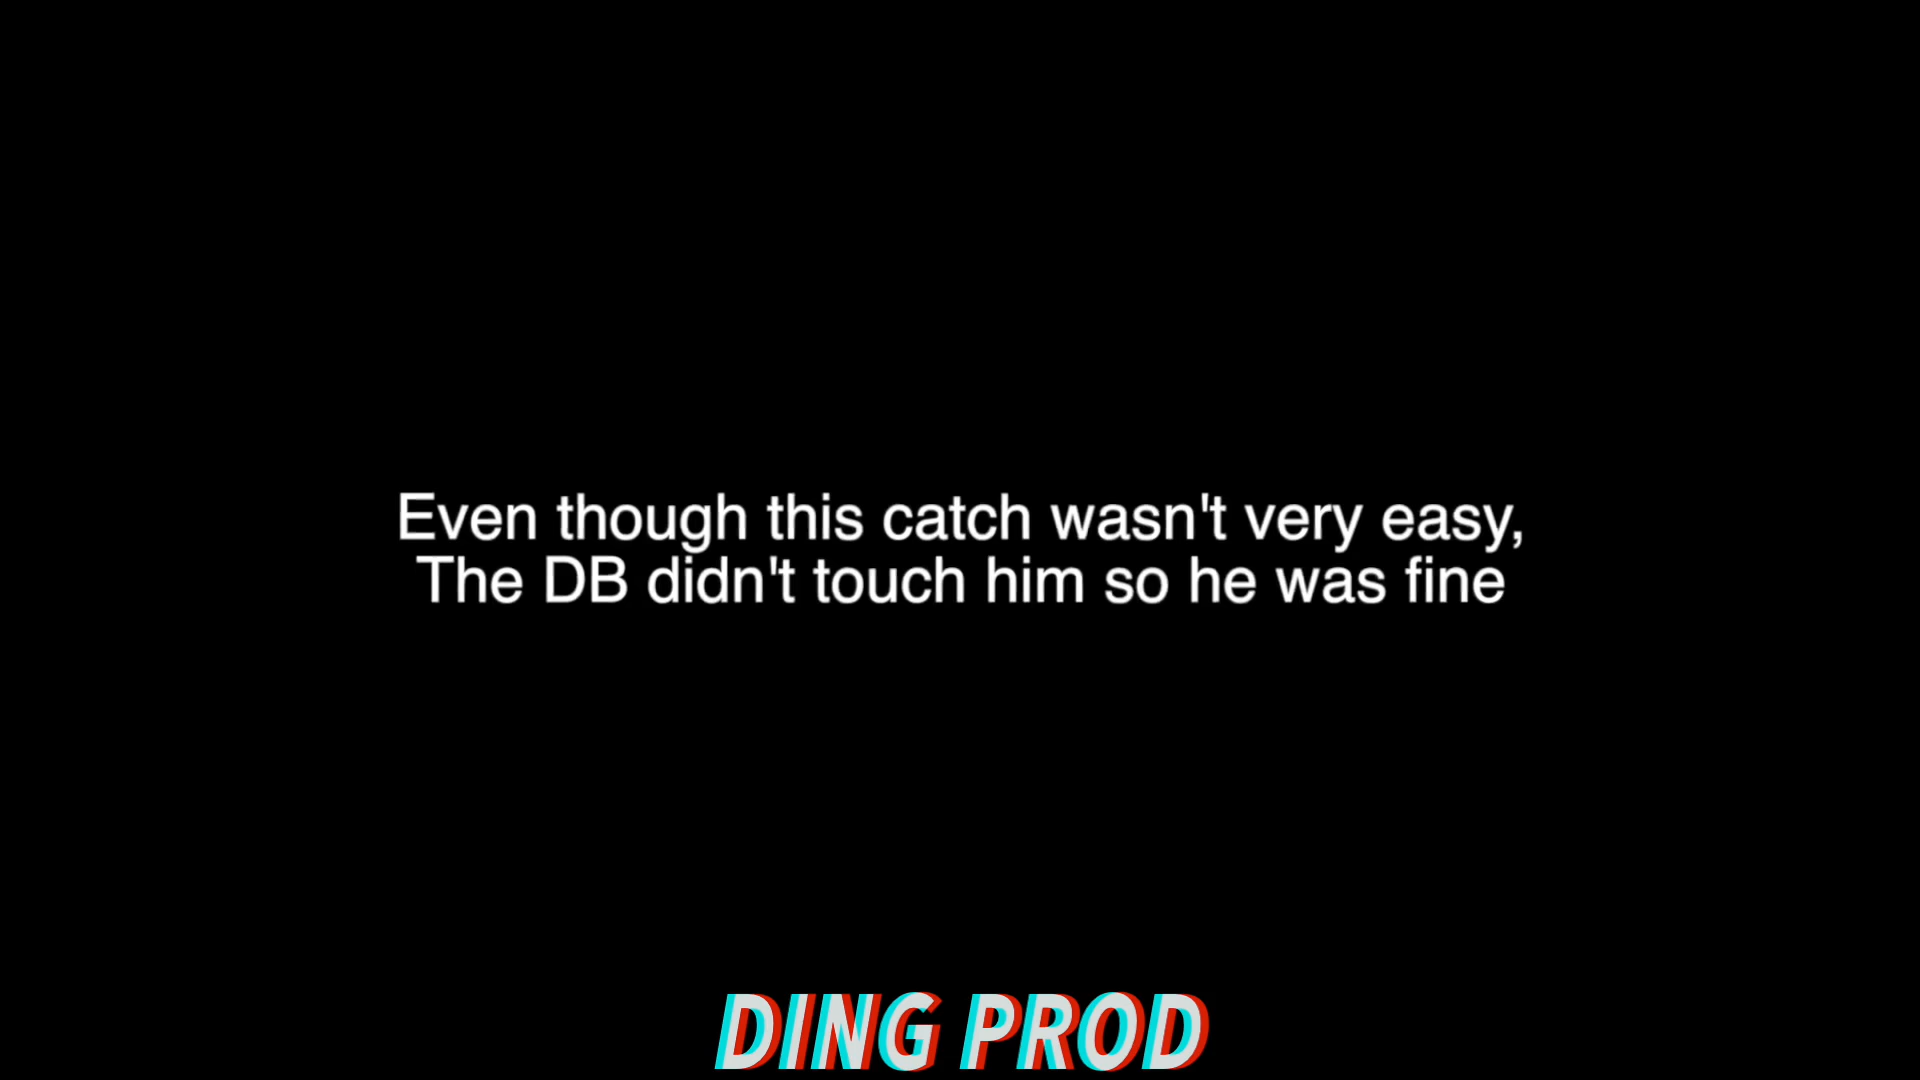 Even though this catch wasn't very easy,
The DB didn't touch him so he was fine
DING PROD